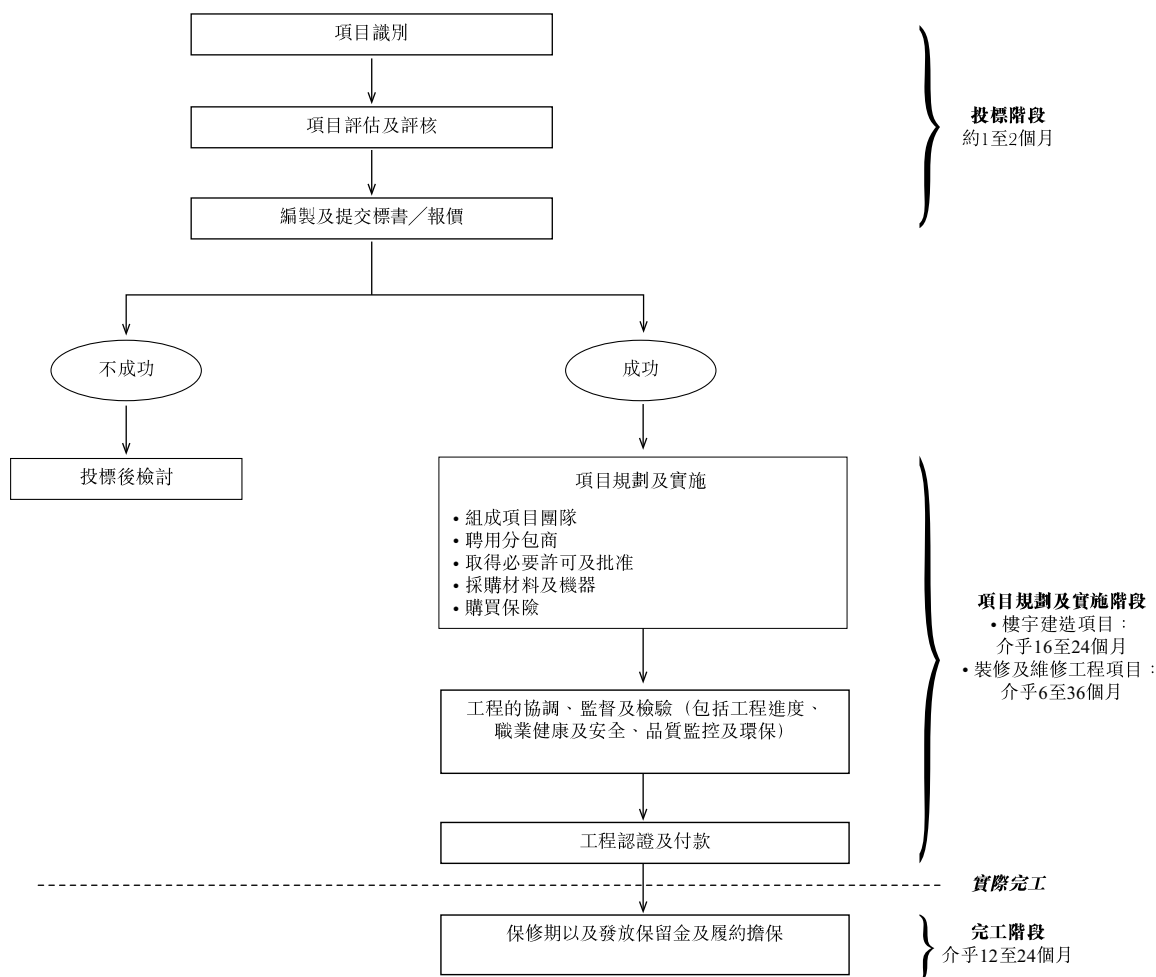 項目識別
項目評估及評核
編製及提交標書／報價
投標階段
約1至2個月
不成功
成功
投標後檢討
項目規劃及實施
• 組成項目團隊
• 聘用分包商
• 取得必要許可及批准
• 採購材料及機器
• 購買保險
工程的協調、監督及檢驗（包括工程進度、
職業健康及安全、品質監控及環保）
工程認證及付款
項目規劃及實施階段
• 樓宇建造項目：
介乎16至24個月
• 裝修及維修工程項目：
介乎6至36個月
實際完工
保修期以及發放保留金及履約擔保
完工階段
介乎12至24個月